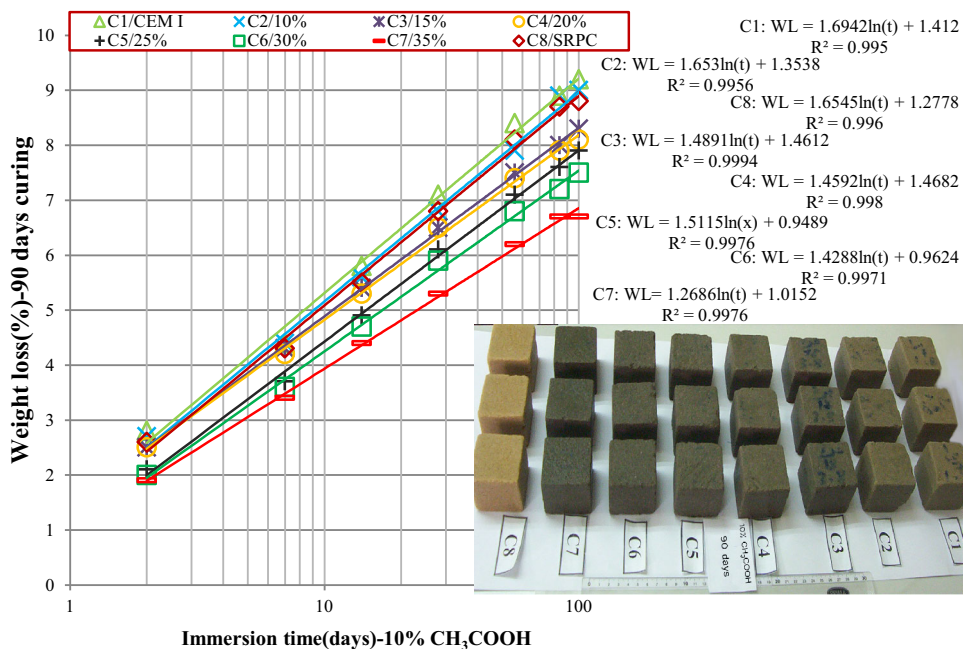 C1/CEM I C2/10% C3/15% C4/20%
C5/25% C6/30% C7/35% C8/SRPC
C1: WL = 1.6942ln(t) + 1.412
R² = 0.995
C2: WL = 1.653ln(t) + 1.3538
R² = 0.9956
C8: WL = 1.6545ln(t) + 1.2778
R² = 0.996
C3: WL = 1.4891ln(t) + 1.4612
R² = 0.9994
C4: WL = 1.4592ln(t) + 1.4682
R² = 0.998
C5: WL = 1.5115ln(x) + 0.9489
R² = 0.9976
C6: WL = 1.4288ln(t) + 0.9624
R² = 0.9971
C7: WL= 1.2686ln(t) + 1.0152
R² = 0.9976
Weight loss(%)-90 days curing
10
9
8
7
6
5
4
3
2
1
0
1 10 100
Immersion time(days)-10% CH₃COOH
C8 C7 C6 C5 C4 C3 C2 C1
10% CH₃COOH
90 days